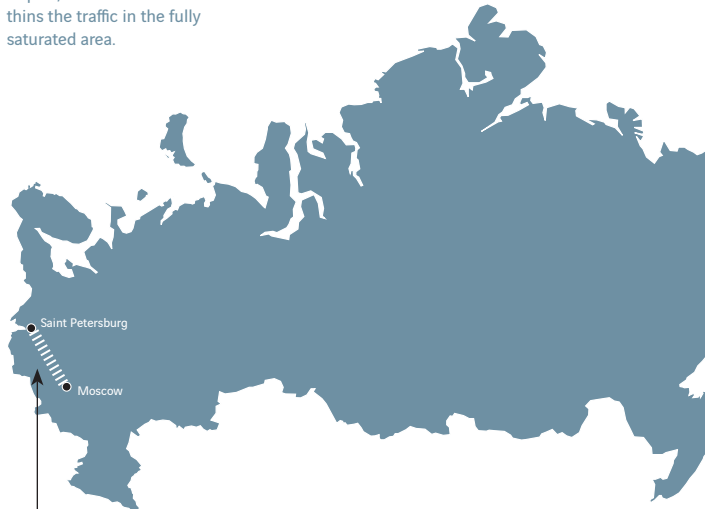 thins the traffic in the fully
saturated area.
Saint Petersburg
Moscow